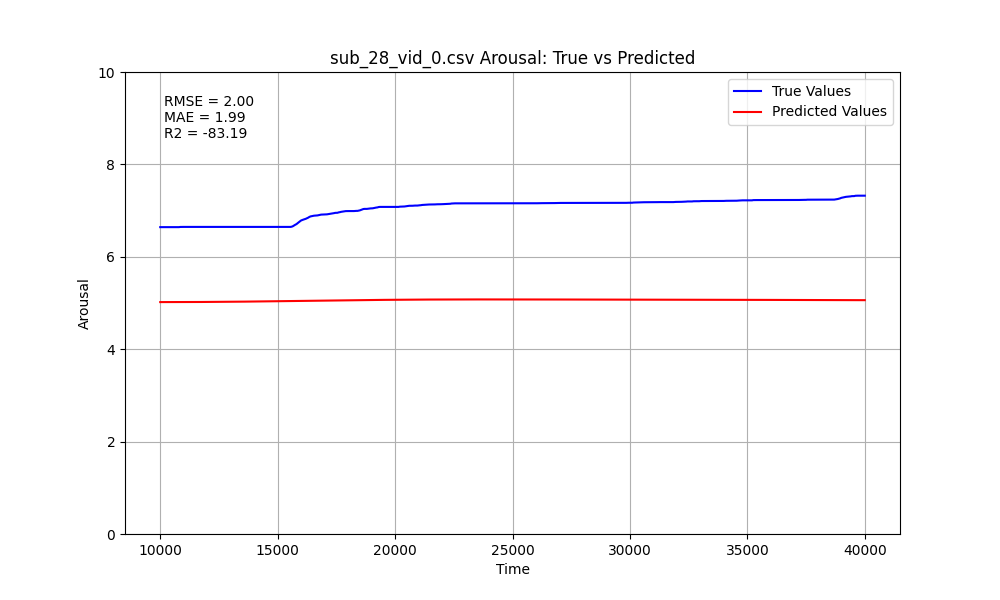 sub_28_vid_0.csv Arousal: True vs Predicted
RMSE = 2.00
MAE = 1.99
R2 = -83.19
True Values
Predicted Values
Arousal
10
8
6
4
2
0
10000 15000 20000 25000 30000 35000 40000
Time